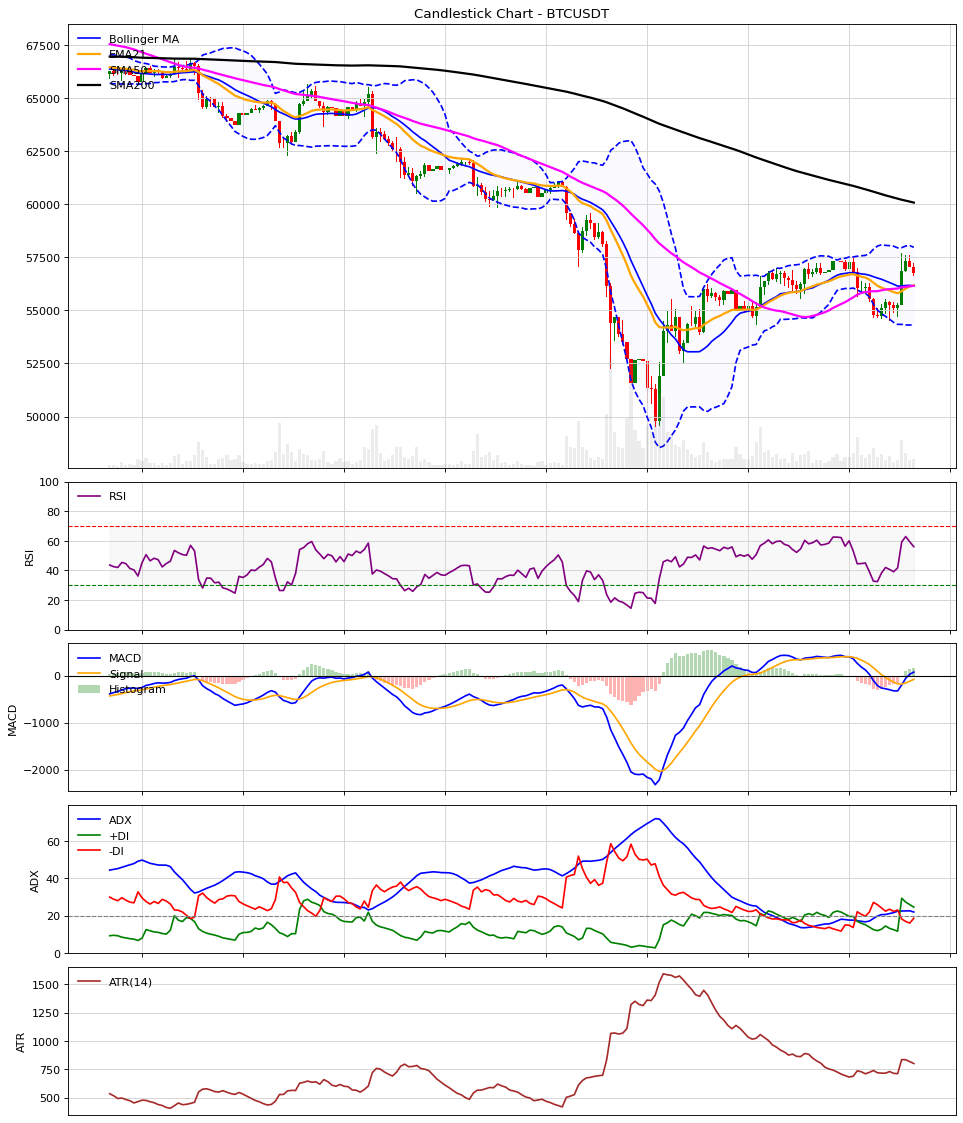 Candlestick Chart - BTCUSDT
Bollinger MA
EMA21
SMA50
SMA200
67500
65000
62500
60000
57500
55000
52500
50000
RSI
RSI
100
80
60
40
20
0
MACD
Signal
Histogram
MACD
0
−1000
−2000
ADX
+DI
-DI
ADX
60
40
20
0
ATR(14)
ATR
1500
1250
1000
750
500